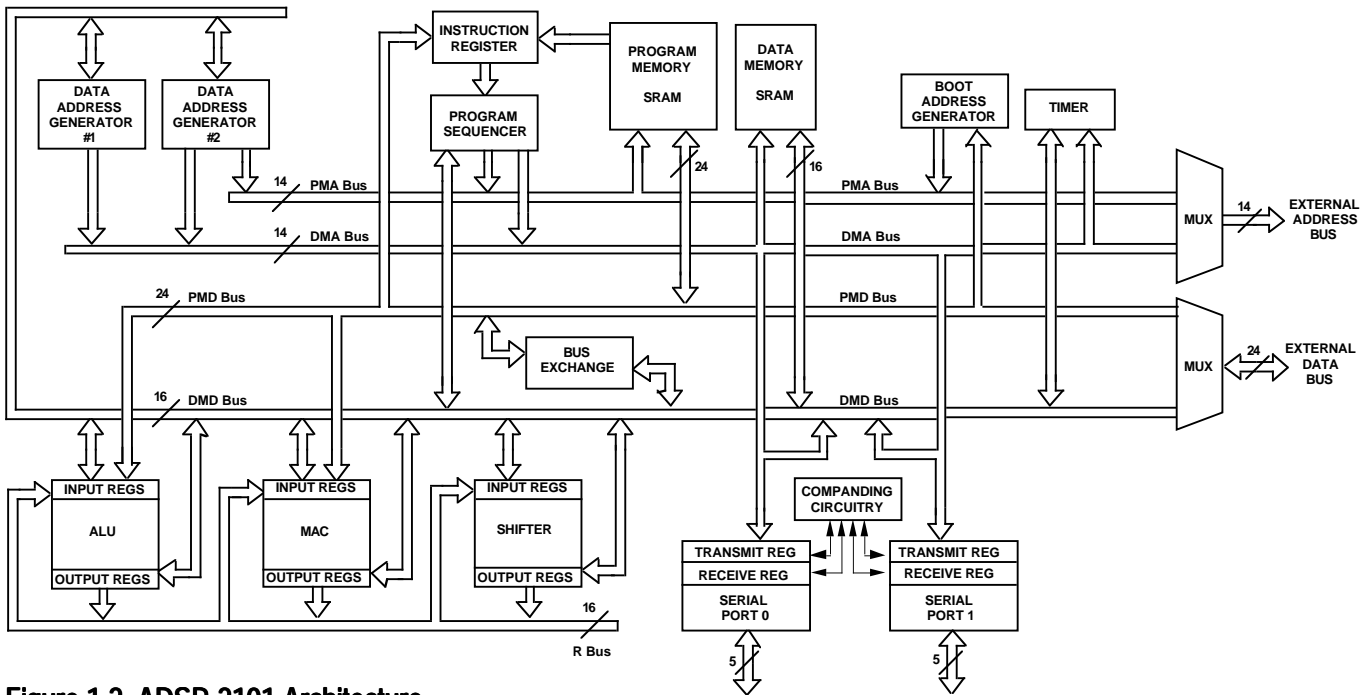 INSTRUCTION
REGISTER
PROGRAM
MEMORY
SRAM
DATA
MEMORY
SRAM
BOOT
ADDRESS
GENERATOR
TIMER
DATA
ADDRESS
GENERATOR
#1
DATA
ADDRESS
GENERATOR
#2
PROGRAM
SEQUENCER
24
16
14
PMA Bus
PMA Bus
MUX
14
EXTERNAL
ADDRESS
BUS
14
DMA Bus
DMA Bus
24
PMD Bus
PMD Bus
BUS
EXCHANGE
MUX
24
EXTERNAL
DATA
BUS
16
DMD Bus
DMD Bus
INPUT REGS
ALU
OUTPUT REGS
INPUT REGS
MAC
OUTPUT REGS
INPUT REGS
SHIFTER
OUTPUT REGS
16
R Bus
COMPANDING
CIRCUITRY
TRANSMIT REG
RECEIVE REG
SERIAL
PORT 0
5
TRANSMIT REG
RECEIVE REG
SERIAL
PORT 1
5
Figure 1.2 ADSP-2101 Architecture